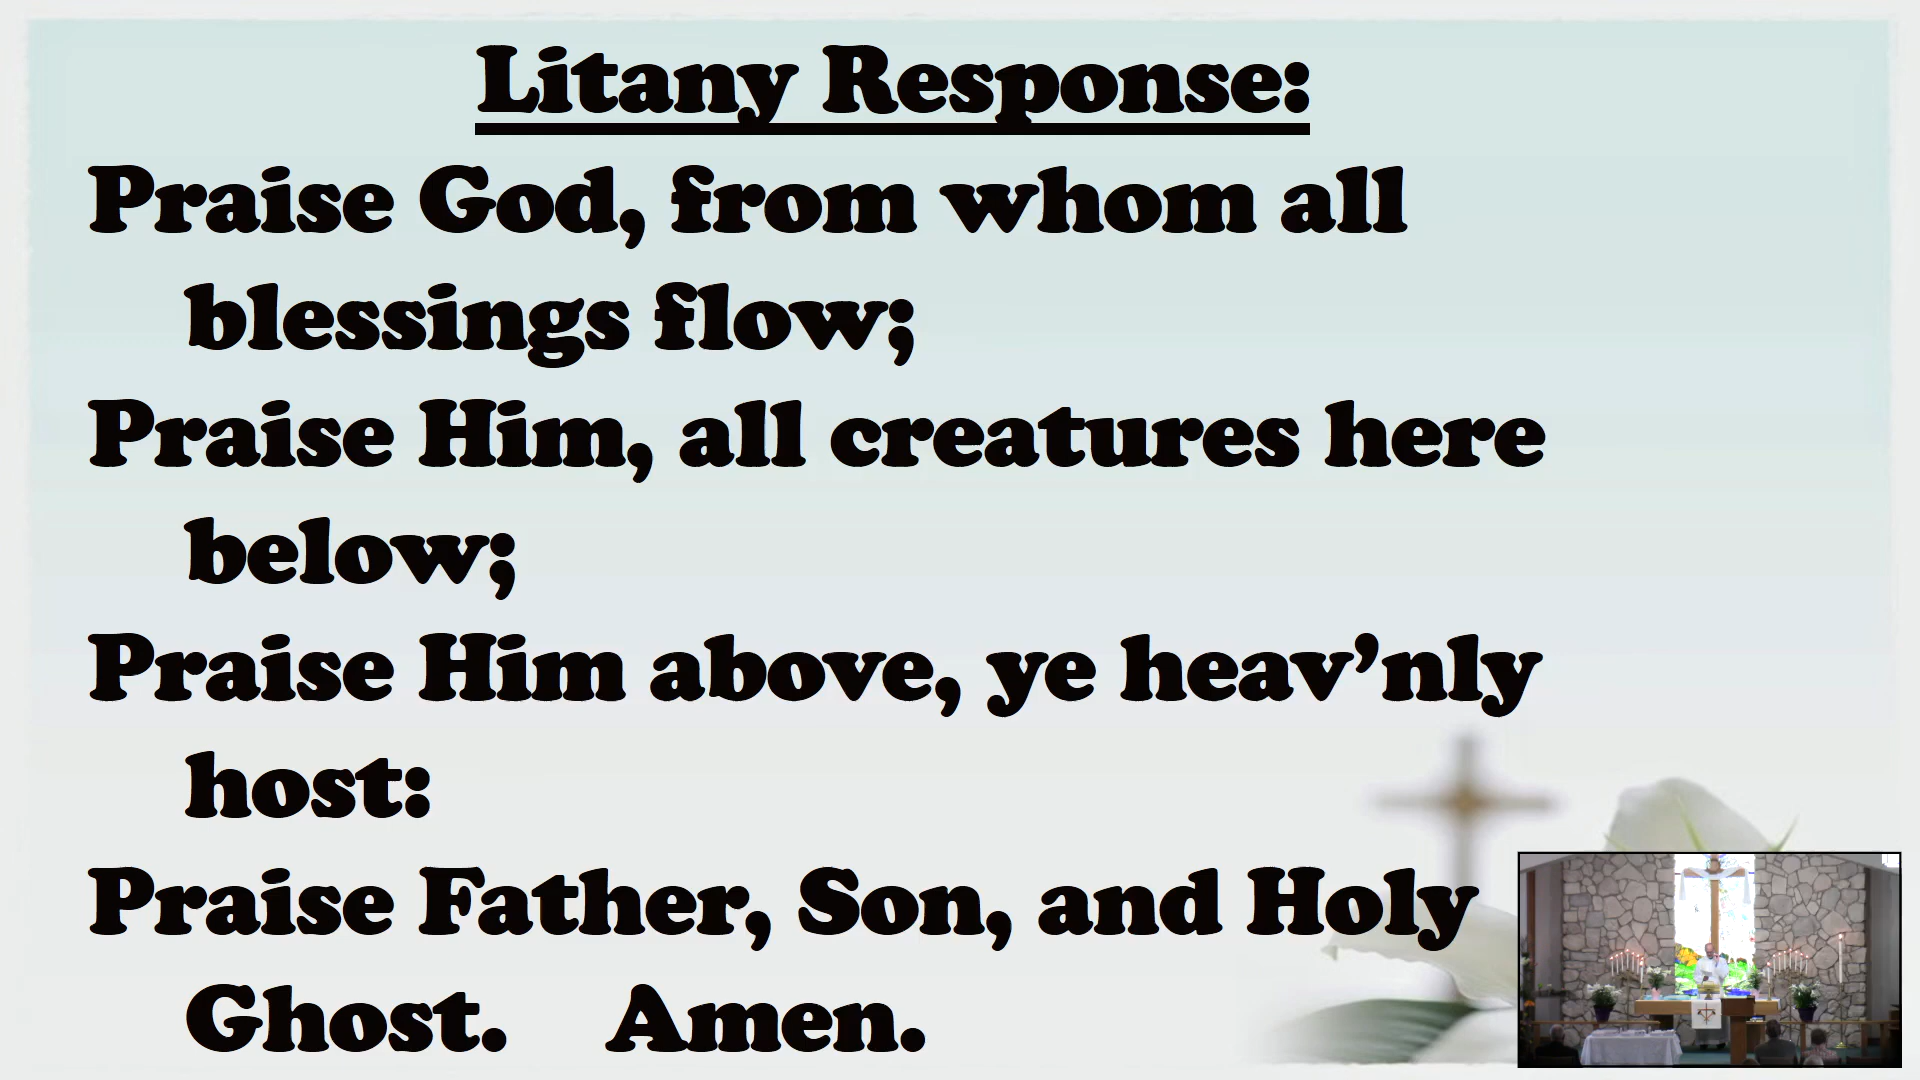 Litany Response:
Praise God, from whom all
blessings flow;
Praise Him, all creatures here
below;
Praise Him above, ye heav’nly
host:
Praise Father, Son, and Holy
Ghost. Amen.